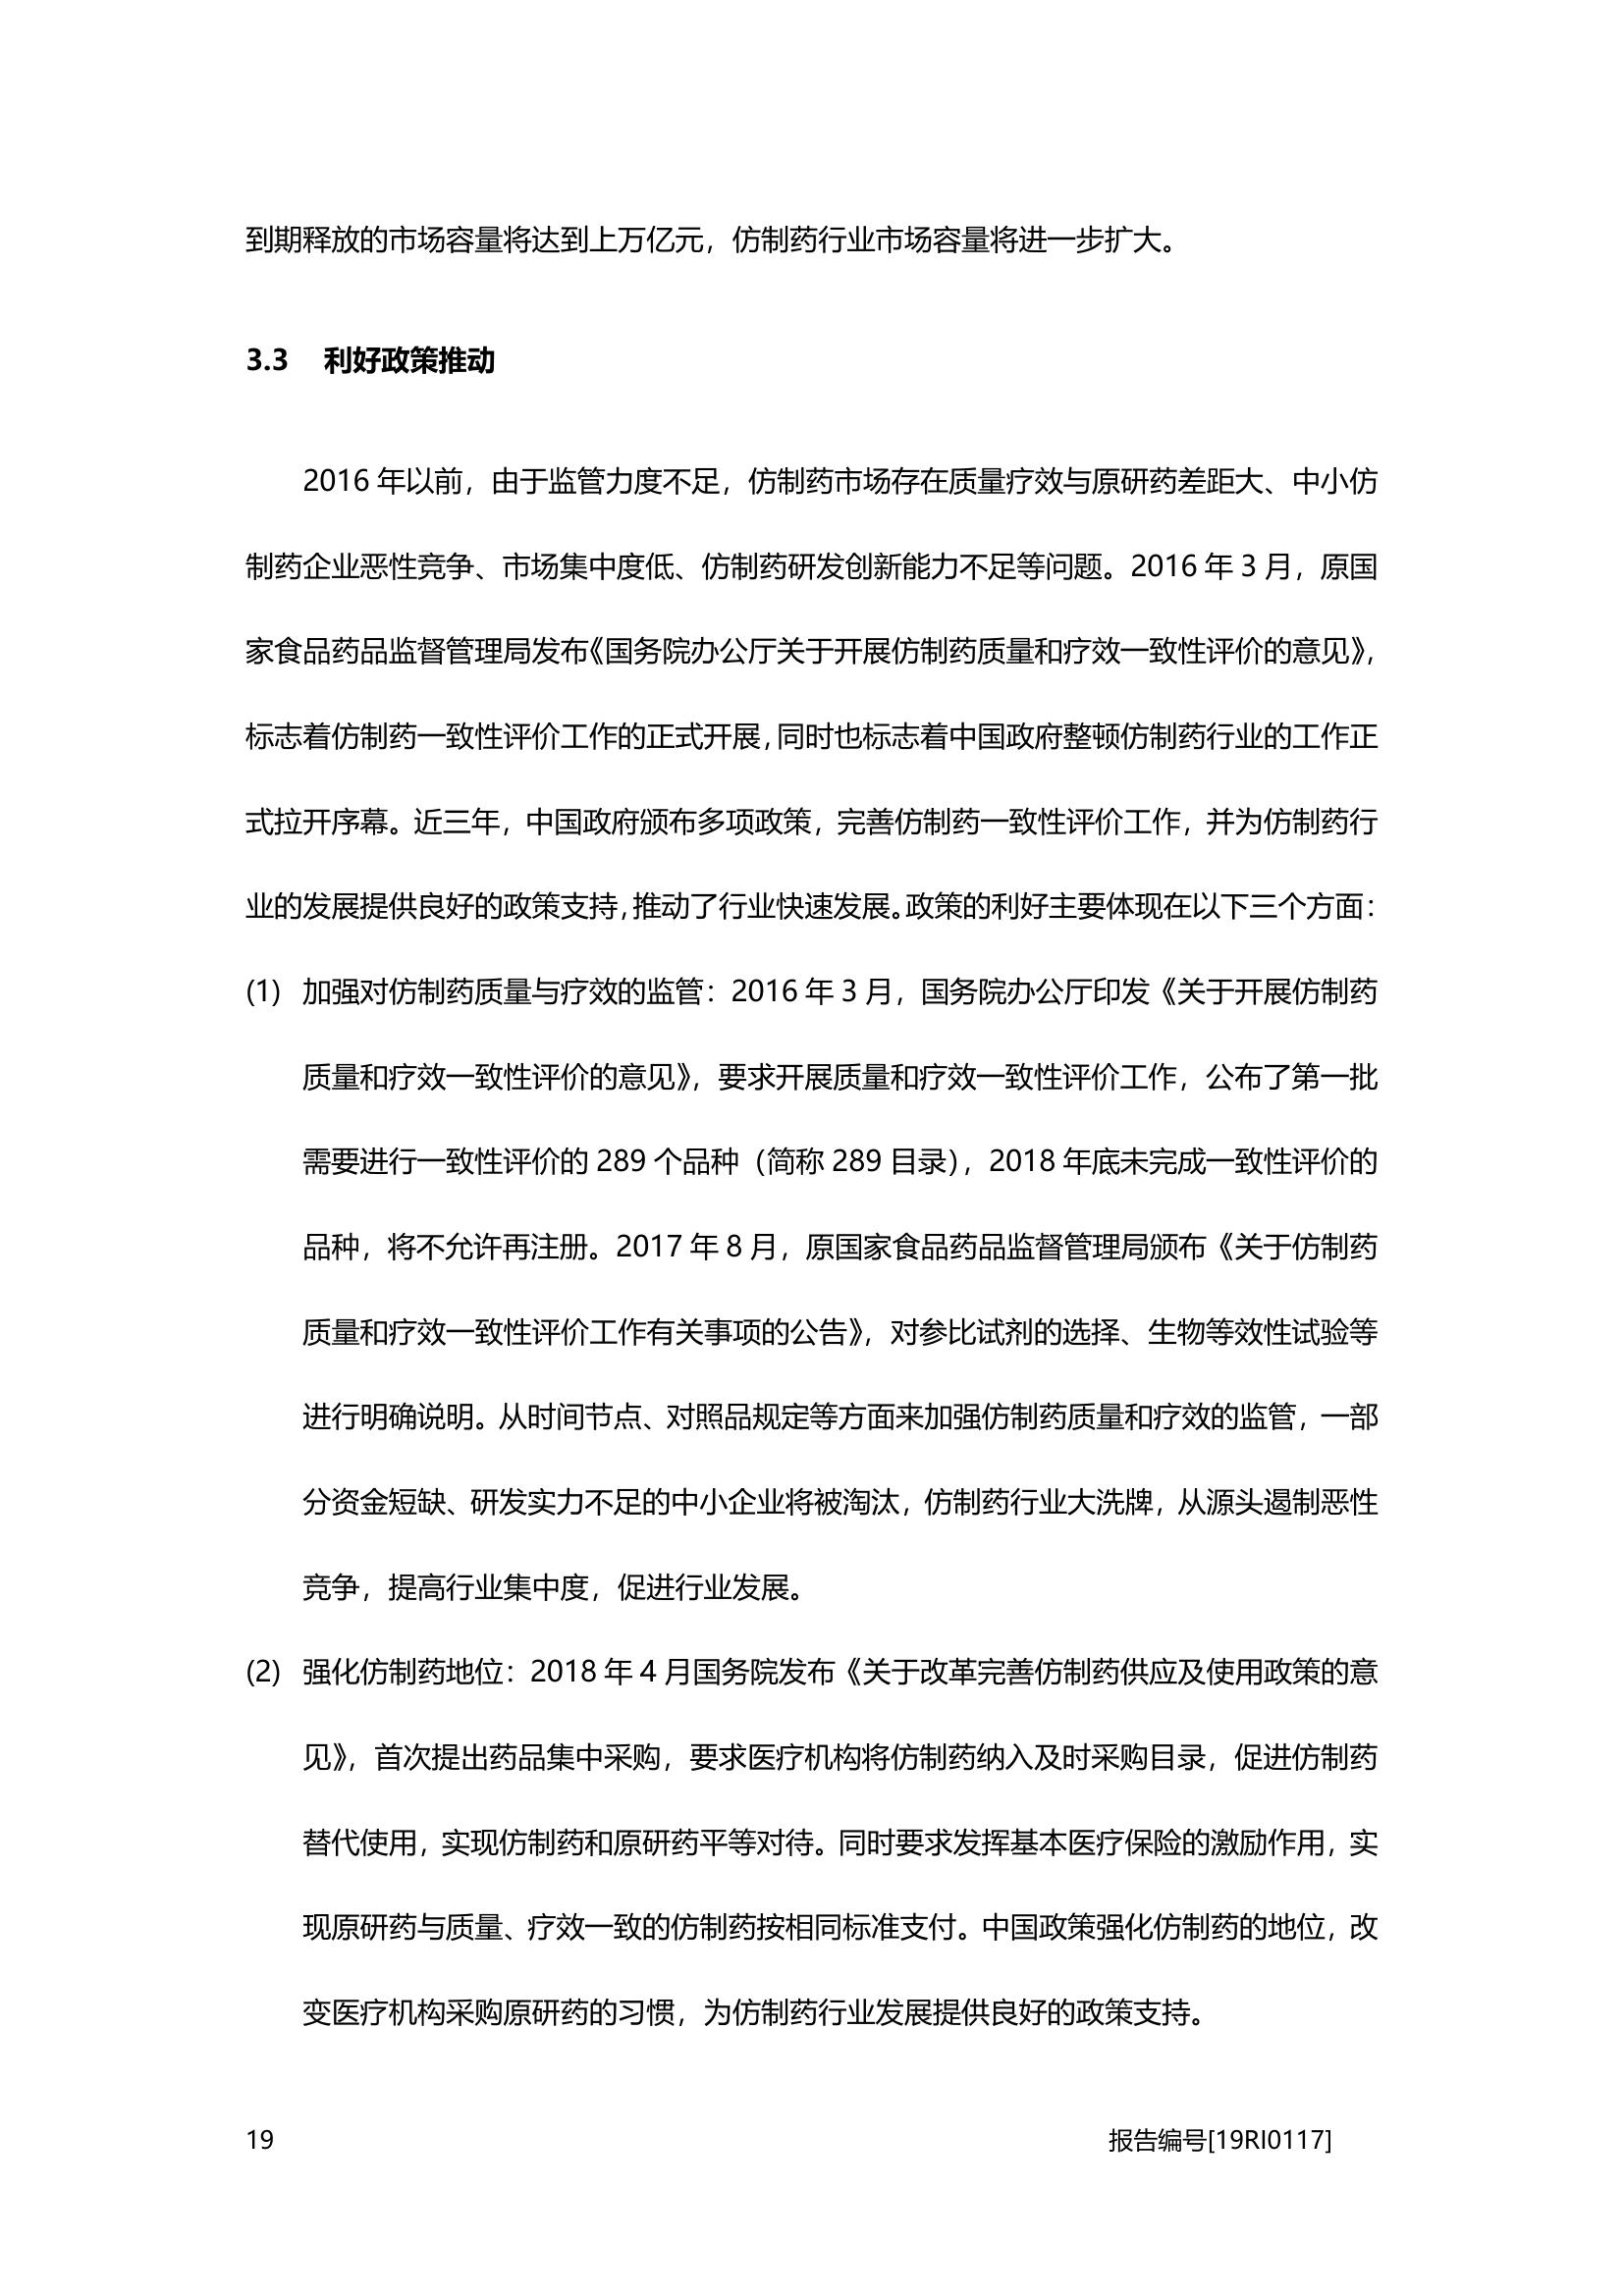 到期释放的市场容量将达到上万亿元，仿制药行业市场容量将进一步扩大。
3.3 利好政策推动
2016 年以前，由于监管力度不足，仿制药市场存在质量疗效与原研药差距大、中小仿
制药企业恶性竞争、市场集中度低、仿制药研发创新能力不足等问题。2016 年 3 月，原国
家食品药品监督管理局发布《国务院办公厅关于开展仿制药质量和疗效一致性评价的意见》，
标志着仿制药一致性评价工作的正式开展，同时也标志着中国政府整顿仿制药行业的工作正
式拉开序幕。近三年，中国政府颁布多项政策，完善仿制药一致性评价工作，并为仿制药行
业的发展提供良好的政策支持，推动了行业快速发展。政策的利好主要体现在以下三个方面：
(1) 加强对仿制药质量与疗效的监管：2016 年 3 月，国务院办公厅印发《关于开展仿制药
质量和疗效一致性评价的意见》，要求开展质量和疗效一致性评价工作，公布了第一批
需要进行一致性评价的 289 个品种（简称 289 目录），2018 年底未完成一致性评价的
品种，将不允许再注册。2017 年 8 月，原国家食品药品监督管理局颁布《关于仿制药
质量和疗效一致性评价工作有关事项的公告》，对参比试剂的选择、生物等效性试验等
进行明确说明。从时间节点、对照品规定等方面来加强仿制药质量和疗效的监管，一部
分资金短缺、研发实力不足的中小企业将被淘汰，仿制药行业大洗牌，从源头遏制恶性
竞争，提高行业集中度，促进行业发展。
(2) 强化仿制药地位：2018 年 4 月国务院发布《关于改革完善仿制药供应及使用政策的意
见》，首次提出药品集中采购，要求医疗机构将仿制药纳入及时采购目录，促进仿制药
替代使用，实现仿制药和原研药平等对待。同时要求发挥基本医疗保险的激励作用，实
现原研药与质量、疗效一致的仿制药按相同标准支付。中国政策强化仿制药的地位，改
变医疗机构采购原研药的习惯，为仿制药行业发展提供良好的政策支持。
19 报告编号[19RI0117]